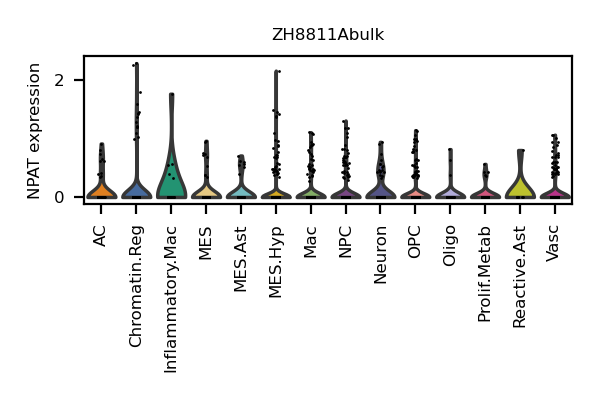 ZH8811Abulk
NPAT expression
2
0
AC
Chromatin.Reg
Inflammatory.Mac
MES
MES.Ast
MES.Hyp
Mac
NPC
Neuron
OPC
Oligo
Prolif.Metab
Reactive.Ast
Vasc